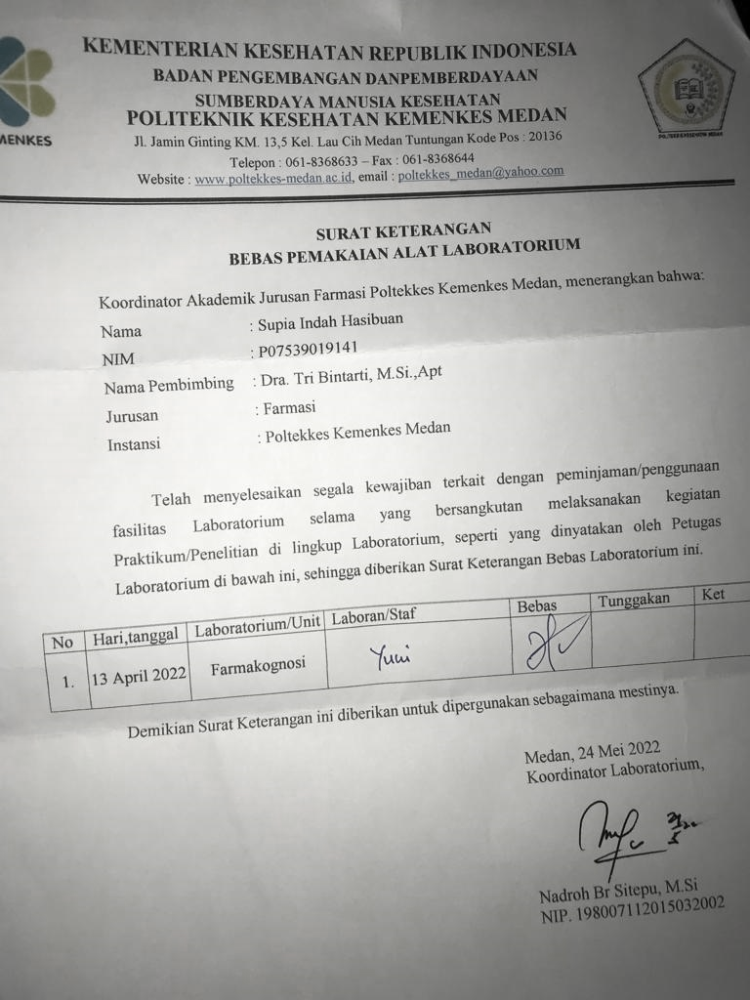 KEMENTERIAN KESEHATAN REPUBLIK INDONESIA
BADAN PENGEMBANGAN DANPEMBERDAYAAN
SUMBERDAYA MANUSIA KESEHATAN
POLITEKNIK KESEHATAN KEMENKES MEDAN
Jl. Jamin Ginting KM. 13,5 Kel. Lau Cih Medan Tuntungan Kode Pos : 20136
Telepon : 061-8368633 – Fax : 061-8368644
Website : www.poltekkes-medan.ac.id, email : poltekkes_medan@yahoo.com
MENKES
POLTEKKES KEMENKES MEDAN
SURAT KETERANGAN
BEBAS PEMAKAIAN ALAT LABORATORIUM
Koordinator Akademik Jurusan Farmasi Poltekkes Kemenkes Medan, menerangkan bahwa:
Nama : Supia Indah Hasibuan
NIM : P07539019141
Nama Pembimbing : Dra. Tri Bintarti, M.Si.,Apt
Jurusan : Farmasi
Instansi : Poltekkes Kemenkes Medan
Telah menyelesaikan segala kewajiban terkait dengan peminjaman/penggunaan
fasilitas Laboratorium selama yang bersangkutan melaksanakan kegiatan
Praktikum/Penelitian di lingkup Laboratorium, seperti yang dinyatakan oleh Petugas
Laboratorium di bawah ini, sehingga diberikan Surat Keterangan Bebas Laboratorium ini.
No Hari,tanggal Laboratorium/Unit Laboran/Staf Bebas Tunggakan Ket
1. 13 April 2022 Farmakognosi Yuni
Demikian Surat Keterangan ini diberikan untuk dipergunakan sebagaimana mestinya.
Medan, 24 Mei 2022
Koordinator Laboratorium,
Nadroh Br Sitepu, M.Si
NIP. 198007112015032002